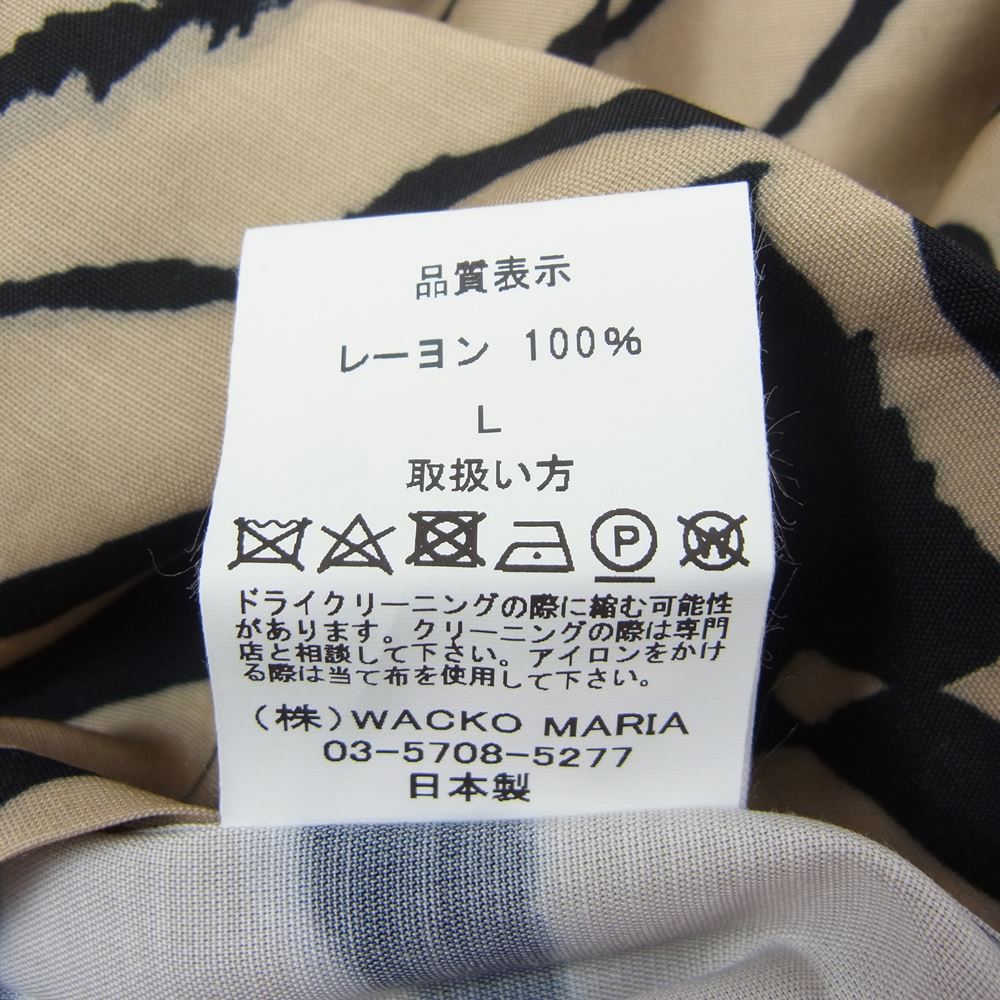 品質表示
レーヨン 100%
L
取扱い方
P W
ドライクリーニングの際に縮む可能性
があります。クリーニングの際は専門
店と相談して下さい。アイロンをかけ
る際は当て布を使用して下さい。
(株)WACKO MARIA
03-5708-5277
日本製